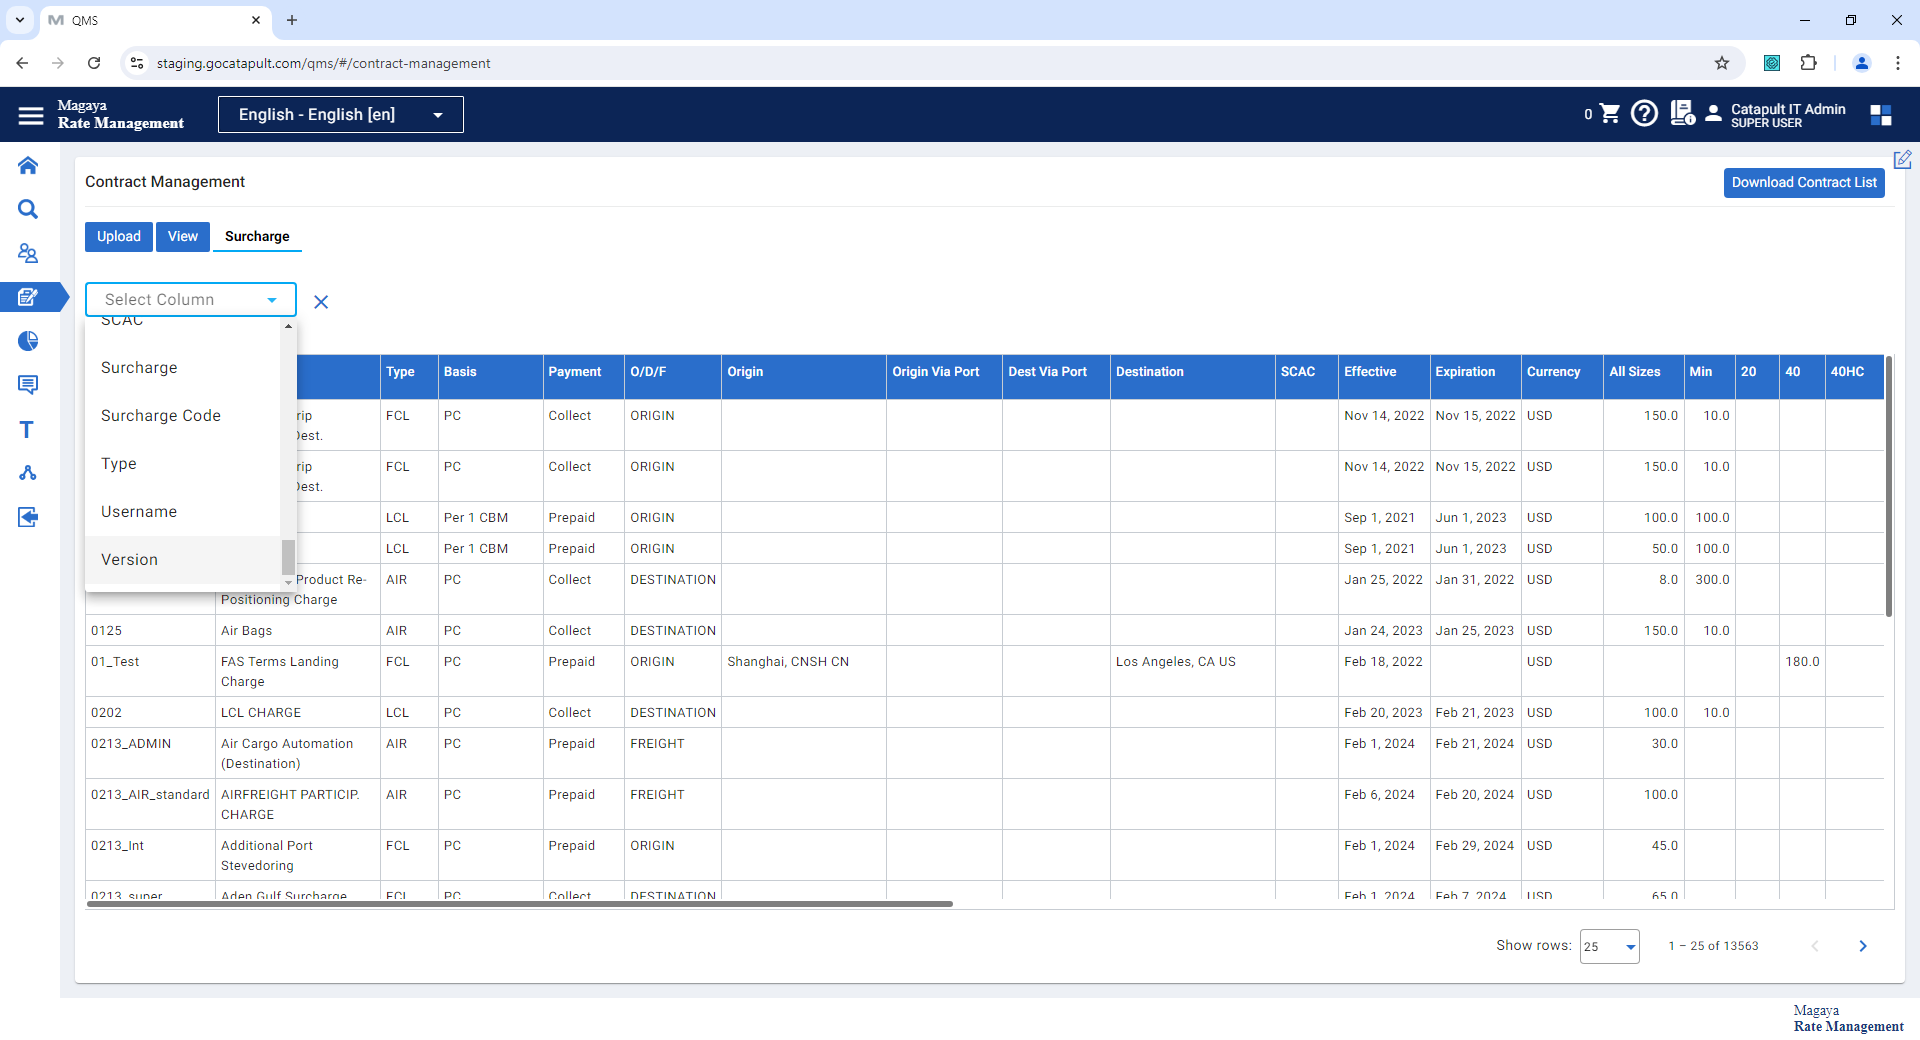 QMS
staging.gocatapult.com/qms/#/contract-management
Magaya
Rate Management
English - English [en]
0
Catapult IT Admin
SUPER USER
Contract Management
Download Contract List
Upload View Surcharge
Select Column
SCAC
Surcharge
Surcharge Code
Type
Username
Version
Type Basis Payment O/D/F Origin Origin Via Port Dest Via Port Destination SCAC Effective Expiration Currency All Sizes Min 20 40 40HC
rip FCL PC Collect ORIGIN Nov 14, 2022 Nov 15, 2022 USD 150.0 10.0
Dest.
rip FCL PC Collect ORIGIN Nov 14, 2022 Nov 15, 2022 USD 150.0 10.0
Dest.
LCL Per 1 CBM Prepaid ORIGIN Sep 1, 2021 Jun 1, 2023 USD 100.0 100.0
LCL Per 1 CBM Prepaid ORIGIN Sep 1, 2021 Jun 1, 2023 USD 50.0 100.0
Product Re- AIR PC Collect DESTINATION Jan 25, 2022 Jan 31, 2022 USD 8.0 300.0
Positioning Charge
0125 Air Bags AIR PC Collect DESTINATION Jan 24, 2023 Jan 25, 2023 USD 150.0 10.0
01_Test FAS Terms Landing FCL PC Prepaid ORIGIN Shanghai, CNSH CN Los Angeles, CA US Feb 18, 2022 USD 180.0
Charge
0202 LCL CHARGE LCL PC Collect DESTINATION Feb 20, 2023 Feb 21, 2023 USD 100.0 10.0
0213_ADMIN Air Cargo Automation AIR PC Prepaid FREIGHT Feb 1, 2024 Feb 21, 2024 USD 30.0
(Destination)
0213_AIR_standard AIRFREIGHT PARTICIP. AIR PC Prepaid FREIGHT Feb 6, 2024 Feb 20, 2024 USD 100.0
CHARGE
0213_Int Additional Port FCL PC Prepaid ORIGIN Feb 1, 2024 Feb 29, 2024 USD 45.0
Stevedoring
0213_super Aden Gulf Surcharge FCL PC Collect DESTINATION Feb 1, 2024 Feb 7, 2024 USD 65.0
Show rows: 25 1 – 25 of 13563
Magaya
Rate Management